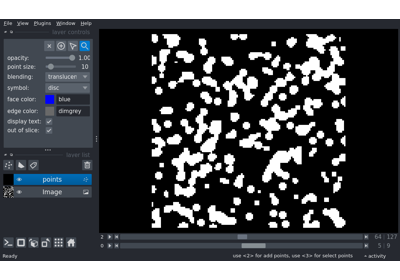 File View Plugins Window Help
layer controls
opacity: 1.00
point size: 10
blending: translucen
symbol: disc
face color: blue
edge color: dimgrey
display text:
out of slice:
layer list
points
Image
2 64 127
0 5 9
Ready use <2> for add points, use <3> for select points activity